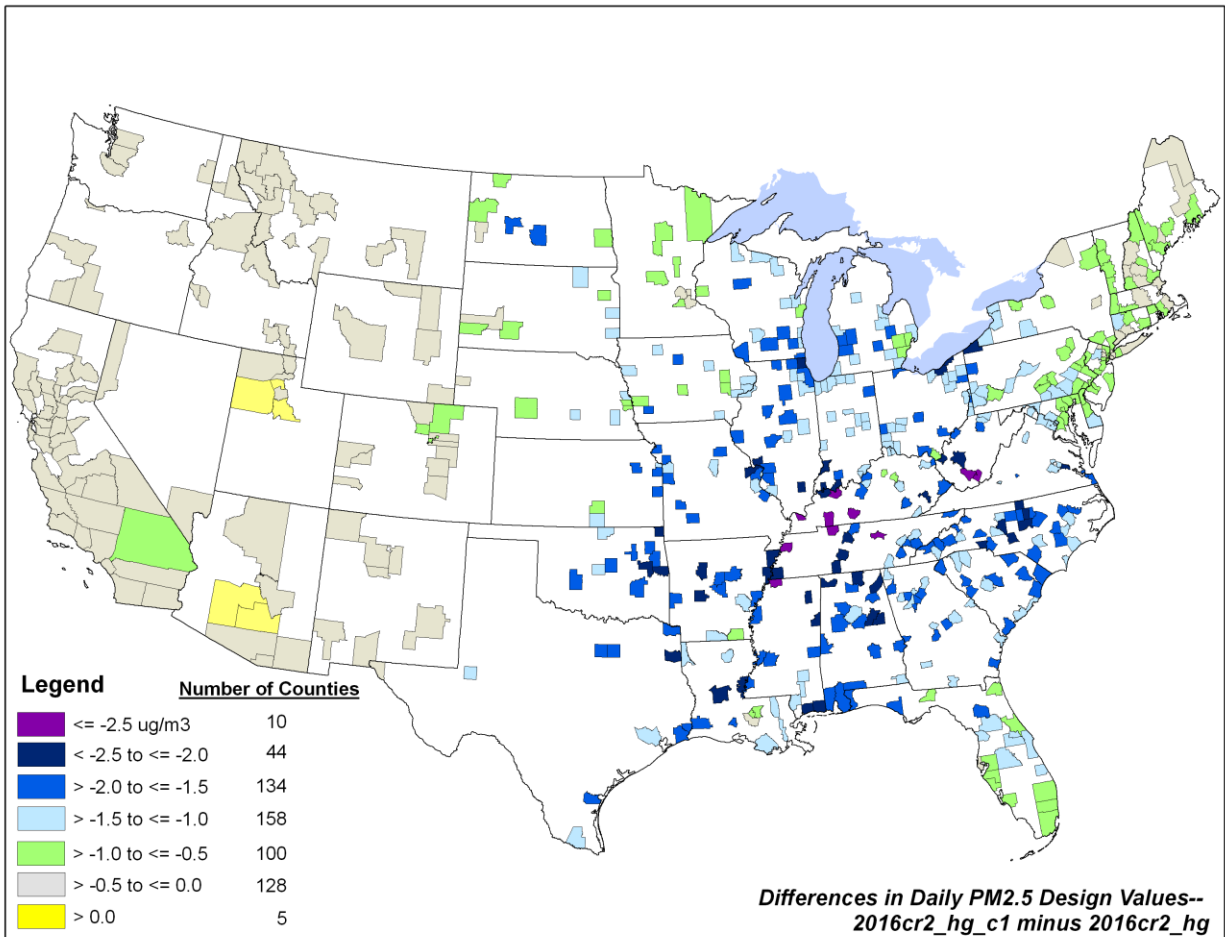 Legend
Number of Counties
<= -2.5 ug/m3 10
< -2.5 to <= -2.0 44
> -2.0 to <= -1.5 134
> -1.5 to <= -1.0 158
> -1.0 to <= -0.5 100
> -0.5 to <= 0.0 128
> 0.0 5
Differences in Daily PM2.5 Design Values--
2016cr2_hg_c1 minus 2016cr2_hg